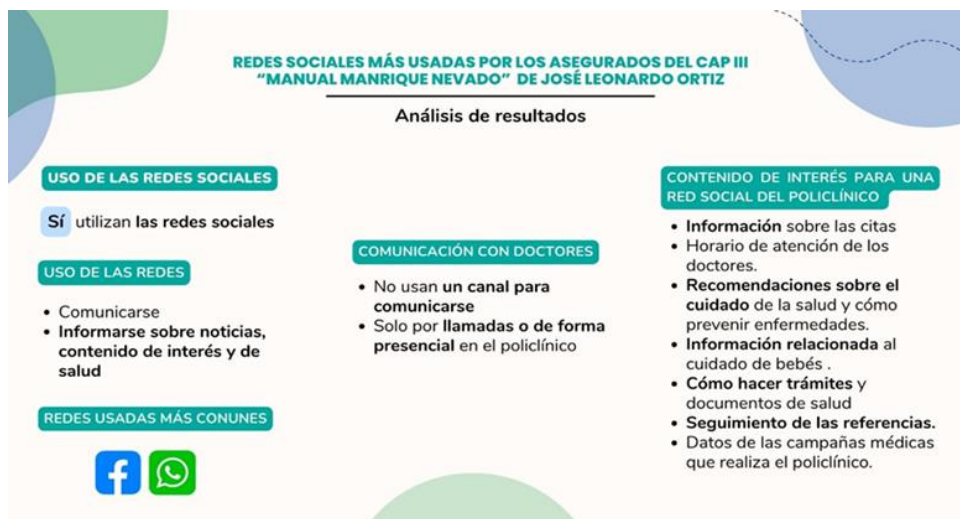 REDES SOCIALES MÁS USADAS POR LOS ASEGURADOS DEL CAP III
“MANUAL MANRIQUE NEVADO” DE JOSÉ LEONARDO ORTIZ
Análisis de resultados
USO DE LAS REDES SOCIALES
Sí utilizan las redes sociales
USO DE LAS REDES
• Comunicarse
• Informarse sobre noticias,
contenido de interés y de
salud
REDES USADAS MÁS CONUNES
COMUNICACIÓN CON DOCTORES
• No usan un canal para
comunicarse
• Solo por llamadas o de forma
presencial en el policlínico
CONTENIDO DE INTERÉS PARA UNA
RED SOCIAL DEL POLICLÍNICO
• Información sobre las citas
• Horario de atención de los
doctores.
• Recomendaciones sobre el
cuidado de la salud y cómo
prevenir enfermedades.
• Información relacionada al
cuidado de bebés .
• Cómo hacer trámites y
documentos de salud
• Seguimiento de las referencias.
• Datos de las campañas médicas
que realiza el policlínico.